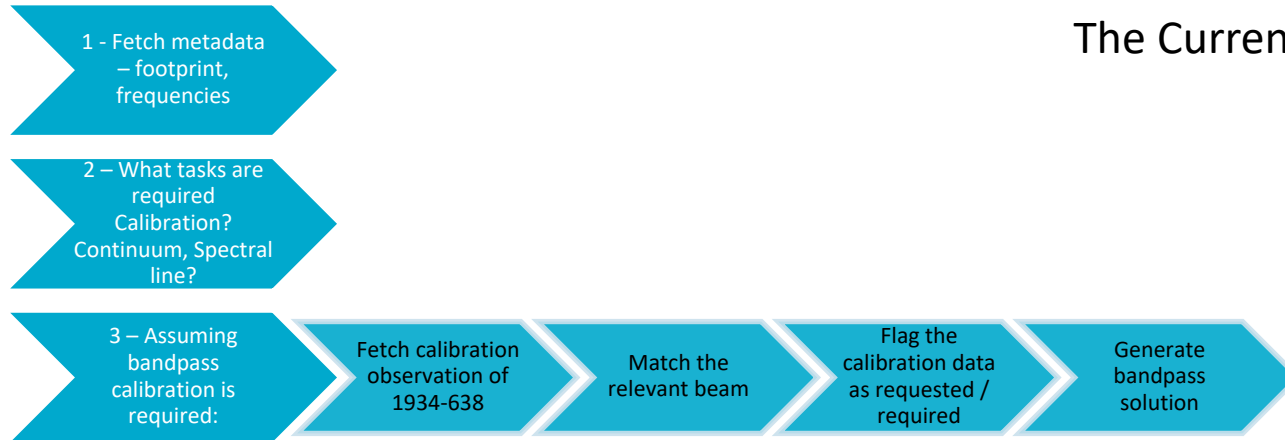 The Curren
1 - Fetch metadata
– footprint,
frequencies
2 – What tasks are
required
Calibration?
Continuum, Spectral
line?
3 – Assuming
bandpass
calibration is
required:
Fetch calibration
observation of
1934-638
Match the
relevant beam
Flag the
calibration data
as requested /
required
Generate
bandpass
solution